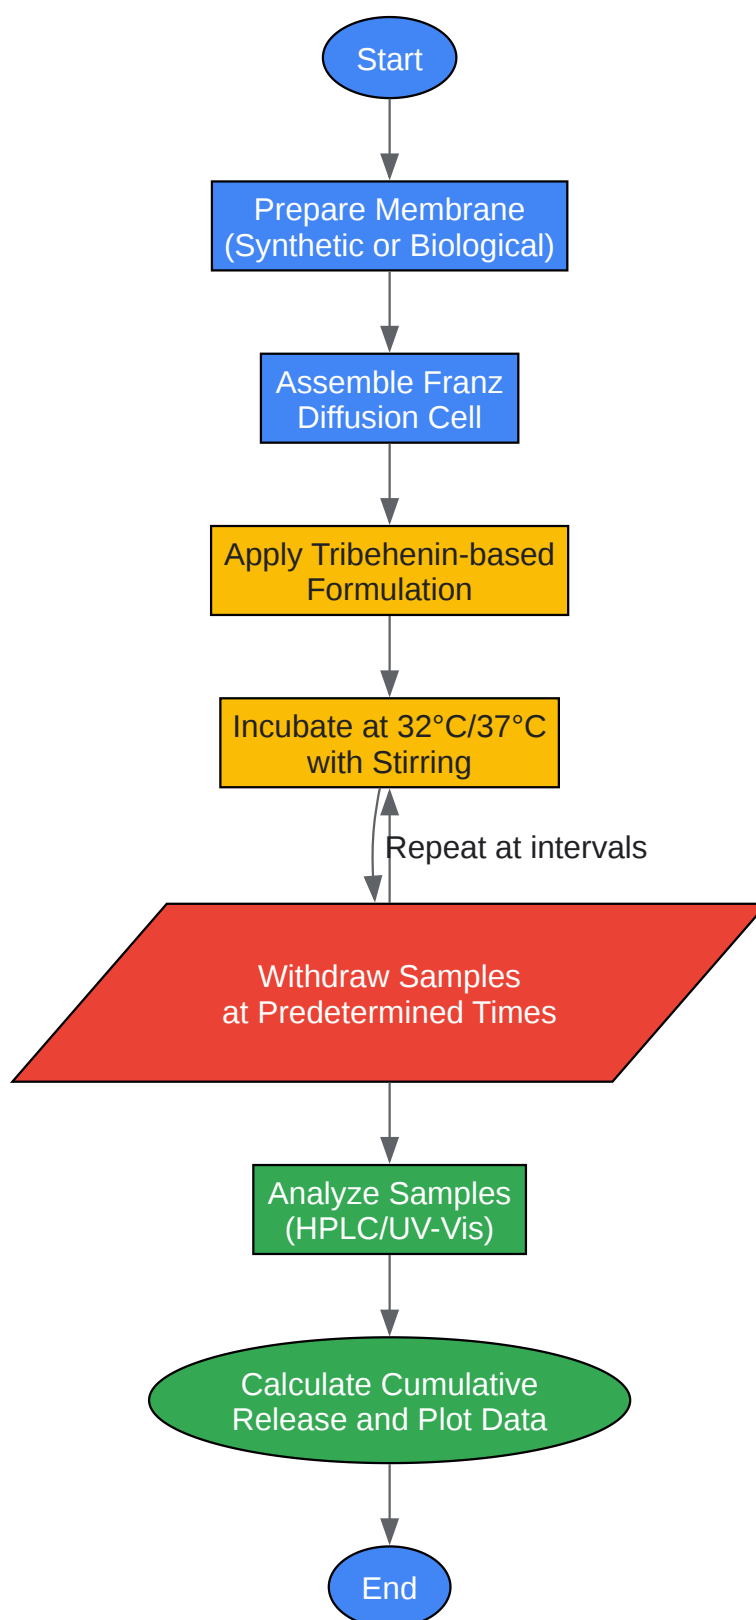 Start
Prepare Membrane
(Synthetic or Biological)
Assemble Franz
Diffusion Cell
Apply Tribehenin-based
Formulation
Incubate at 32°C/37°C
with Stirring
Repeat at intervals
Withdraw Samples
at Predetermined Times
Analyze Samples
(HPLC/UV-Vis)
Calculate Cumulative
Release and Plot Data
End